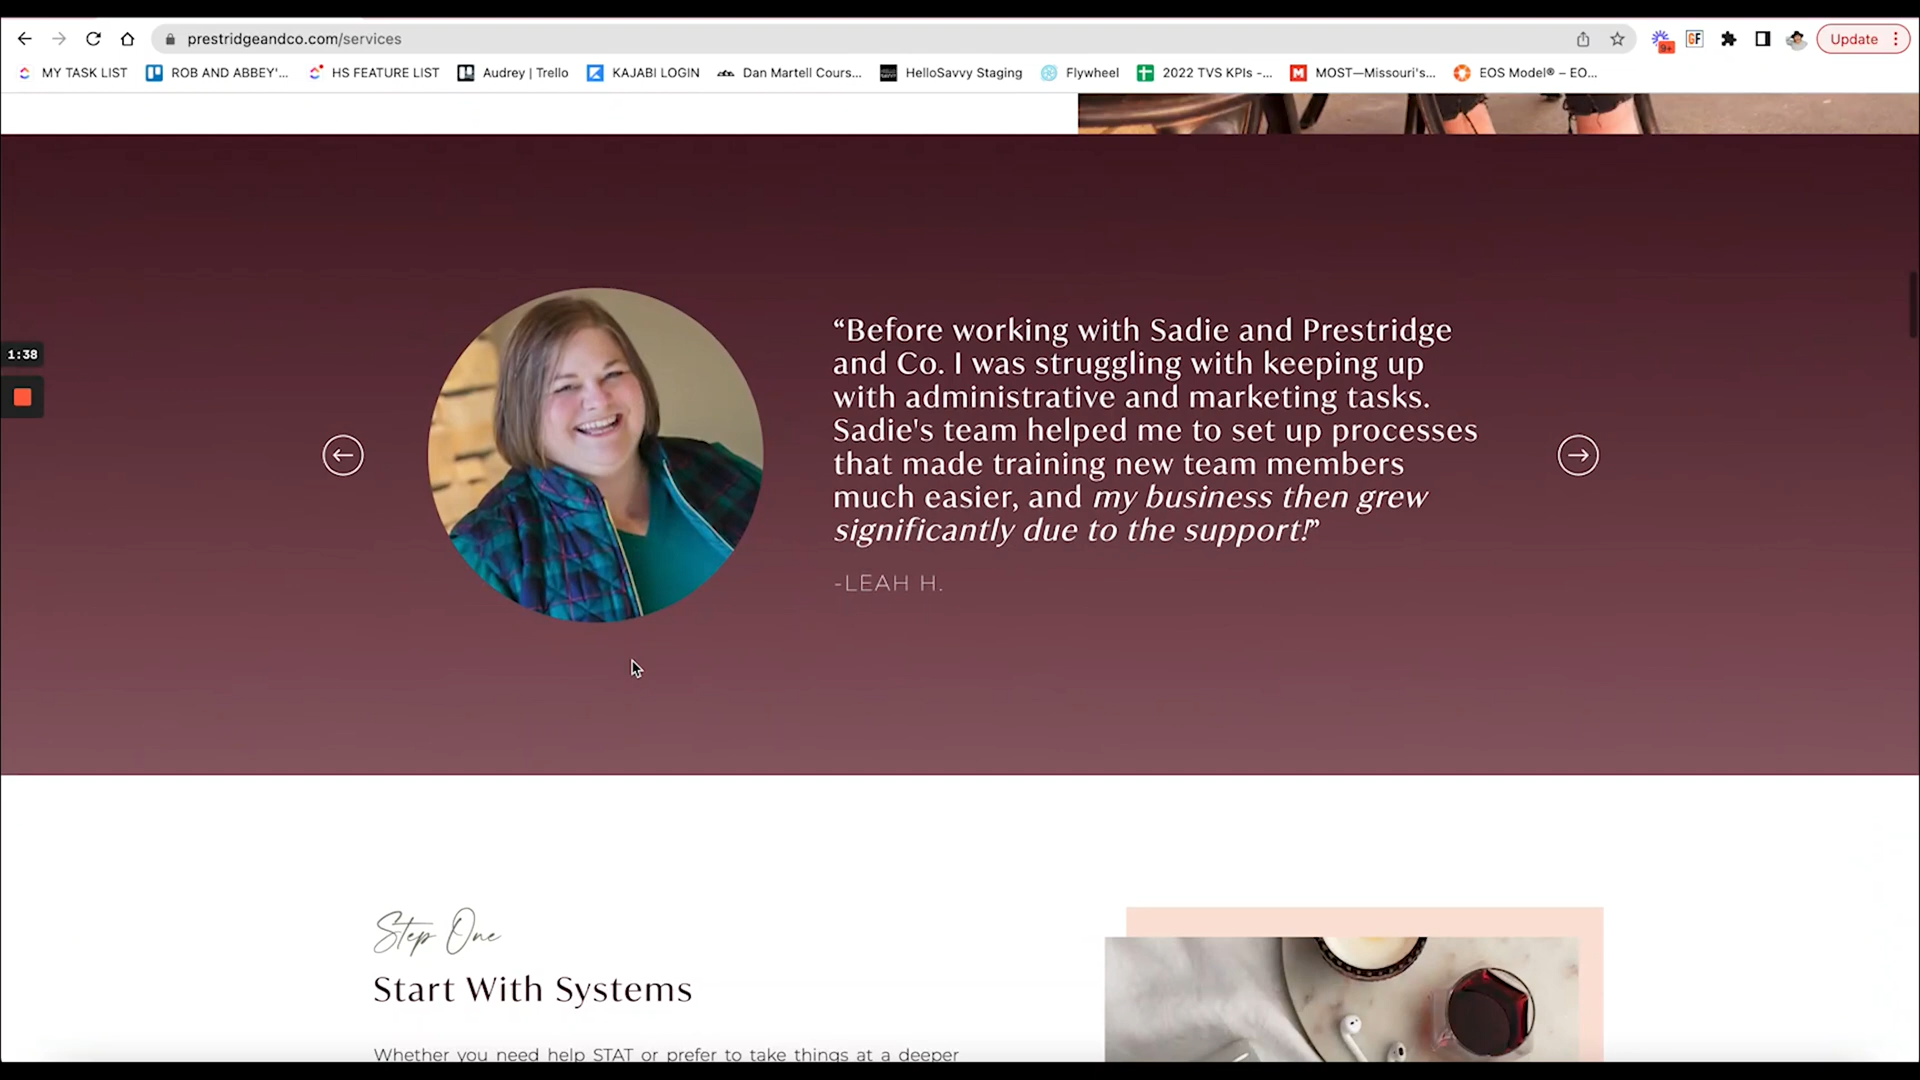 prestridgeandco.com/services
Update
MY TASK LIST
ROB AND ABBEY'...
HS FEATURE LIST
Audrey | Trello
KAJABI LOGIN
Dan Martell Cours...
HelloSavvy Staging
Flywheel
2022 TVS KPIs -...
MOST—Missouri's...
EOS Model® – EO...
9+
GF
1:38
“Before working with Sadie and Prestridge
and Co. I was struggling with keeping up
with administrative and marketing tasks.
Sadie's team helped me to set up processes
that made training new team members
much easier, and my business then grew
significantly due to the support!”
-LEAH H.
Step One
Start With Systems
Whether you need help STAT or prefer to take things at a deeper